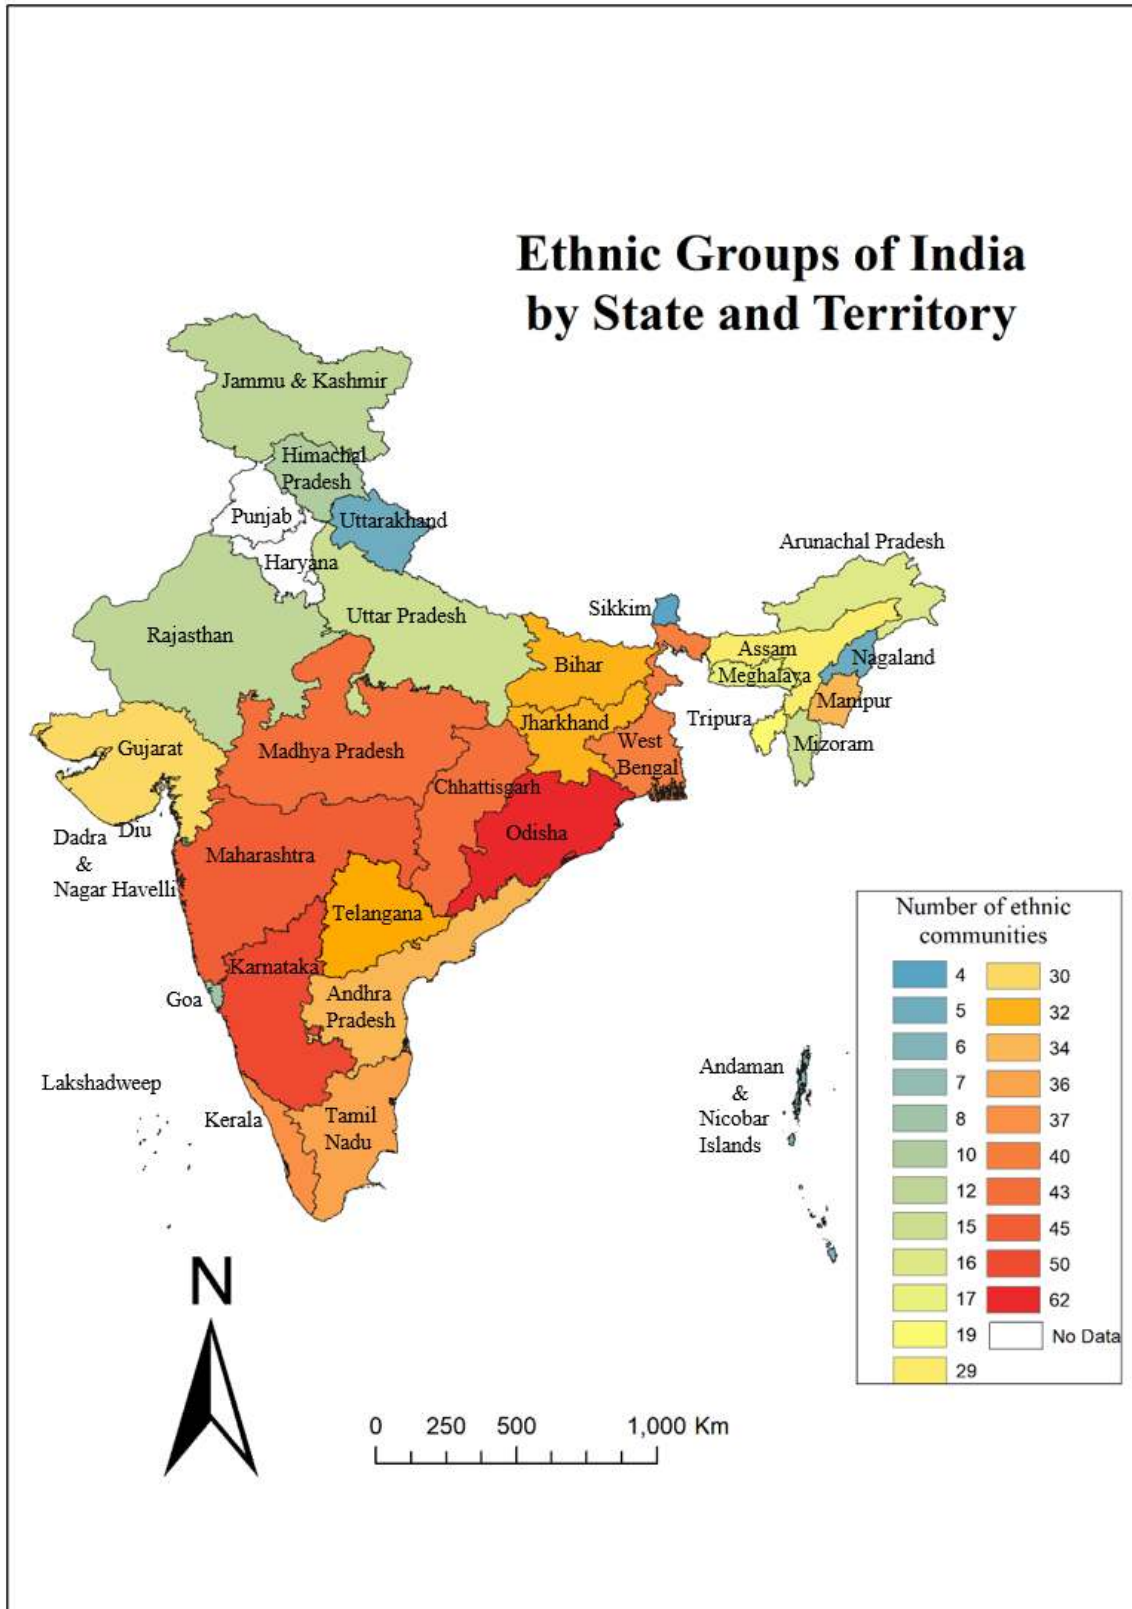 Ethnic Groups of India
by State and Territory
Jammu & Kashmir
Himachal
Pradesh
Punjab
Uttarakhand
Haryana
Arunachal Pradesh
Sikkim
Uttar Pradesh
Rajasthan
Bihar
Assam
Nagaland
Meghalaya
Manipur
Tripura
Jharkhand
Mizoram
Gujarat
Madhya Pradesh
West
Bengal
Chhattisgarh
Odisha
Diu
Dadra
&
Nagar Havelli
Maharashtra
Telangana
Karnataka
Goa
Andhra
Pradesh
Lakshadweep
Kerala
Tamil
Nadu
Andaman
&
Nicobar
Islands
Number of ethnic
communities
4
5
6
7
8
10
12
15
16
17
19
29
30
32
34
36
37
40
43
45
50
62
No Data
N
0 250 500 1,000 Km